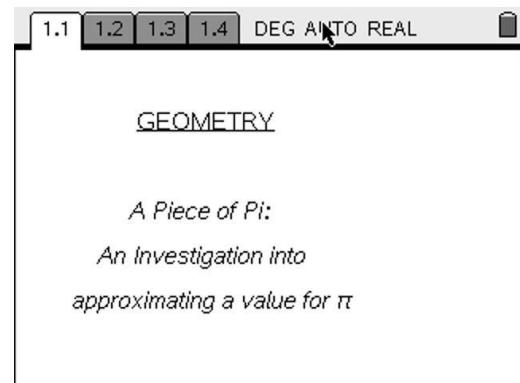 1.1 1.2 1.3 1.4 DEG AUTO REAL
GEOMETRY
A Piece of Pi:
An Investigation into
approximating a value for π